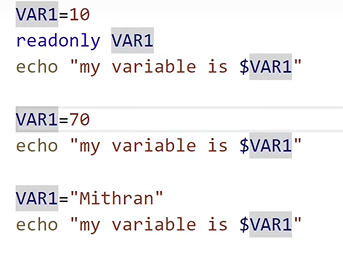 VAR1=10
readonly VAR1
echo "my variable is $VAR1"
VAR1=70
echo "my variable is $VAR1"
VAR1="Mithran"
echo "my variable is $VAR1"